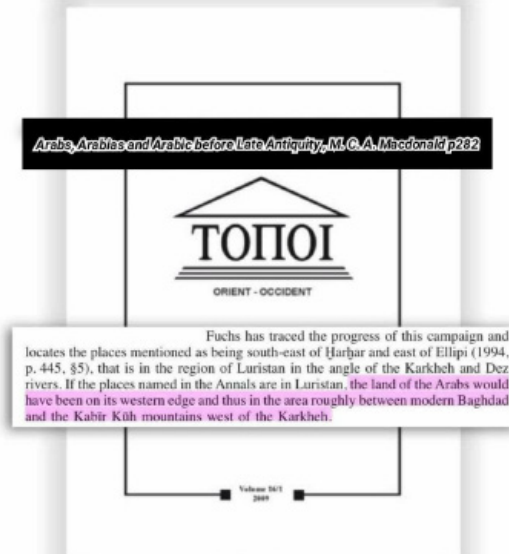 Arabs, Arabias and Arabic before Late Antiquity, M. C. A. Macdonald p282
ΤΟΠΟΙ
ORIENT - OCCIDENT
Fuchs has traced the progress of this campaign and
locates the places mentioned as being south-east of Ḫarḫar and east of Ellipi (1994,
p. 445, §5), that is in the region of Luristan in the angle of the Karkheh and Dez
rivers. If the places named in the Annals are in Luristan, the land of the Arabs would
have been on its western edge and thus in the area roughly between modern Baghdad
and the Kabīr Kūh mountains west of the Karkheh.
Volume 16/1
2009